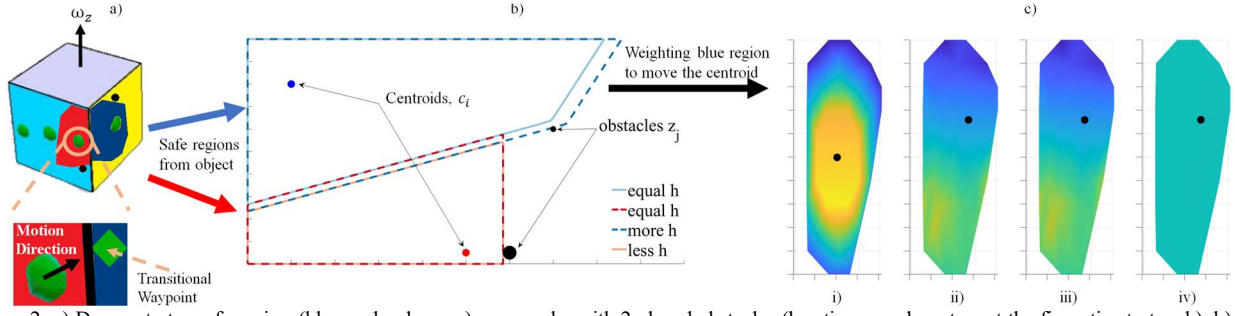 a)
b)
c)
ω_z
Safe regions
from object
Motion
Direction
Transitional
Waypoint
Centroids, c_i
obstacles z_j
equal h
equal h
more h
less h
Weighting blue region
to move the centroid
i)
ii)
iii)
iv)